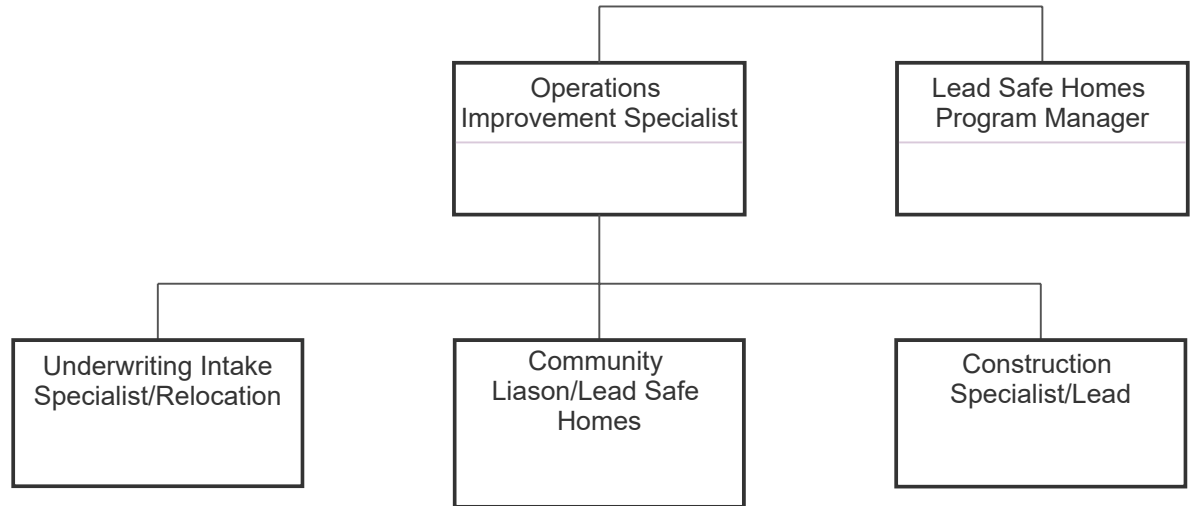 Operations
Improvement Specialist
Lead Safe Homes
Program Manager
Underwriting Intake
Specialist/Relocation
Community
Liason/Lead Safe
Homes
Construction
Specialist/Lead